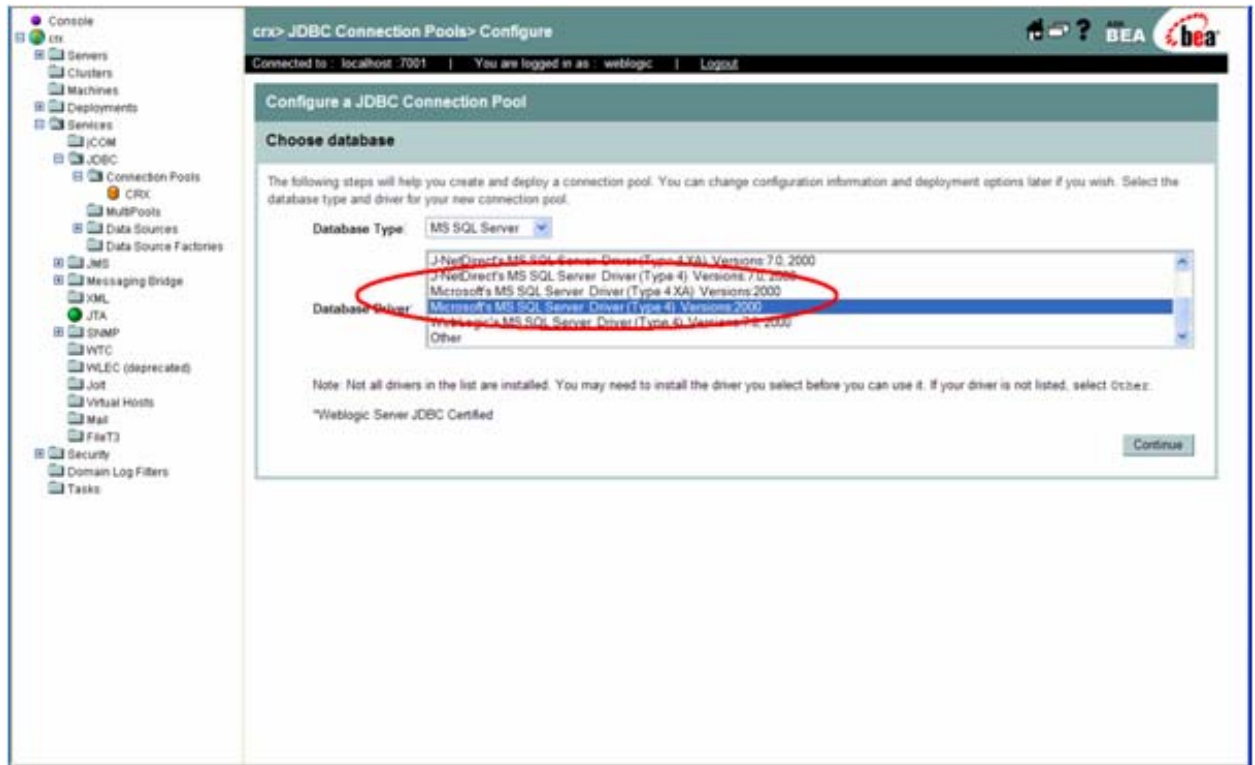 Console
crx
Servers
Clusters
Machines
Deployments
Services
jCOM
JDBC
Connection Pools
CRX
MultiPools
Data Sources
Data Source Factories
JMS
Messaging Bridge
XML
JTA
SNMP
WTC
WLEC (deprecated)
Jolt
Virtual Hosts
Mail
FileT3
Security
Domain Log Filters
Tasks
crx> JDBC Connection Pools> Configure
? ASK BEA bea
Connected to : localhost :7001 | You are logged in as : weblogic | Logout
Configure a JDBC Connection Pool
Choose database
The following steps will help you create and deploy a connection pool. You can change configuration information and deployment options later if you wish. Select the
database type and driver for your new connection pool.
Database Type: MS SQL Server
J-NetDirect's MS SQL Server Driver (Type 4 XA) Versions:7.0, 2000
J-NetDirect's MS SQL Server Driver (Type 4) Versions:7.0, 2000
Microsoft's MS SQL Server Driver (Type 4 XA) Versions:2000
Database Driver: Microsoft's MS SQL Server Driver (Type 4) Versions:2000
WebLogic's MS SQL Server Driver (Type 4) Versions:7.0, 2000
Other
Note: Not all drivers in the list are installed. You may need to install the driver you select before you can use it. If your driver is not listed, select Other.
*Weblogic Server JDBC Certified
Continue